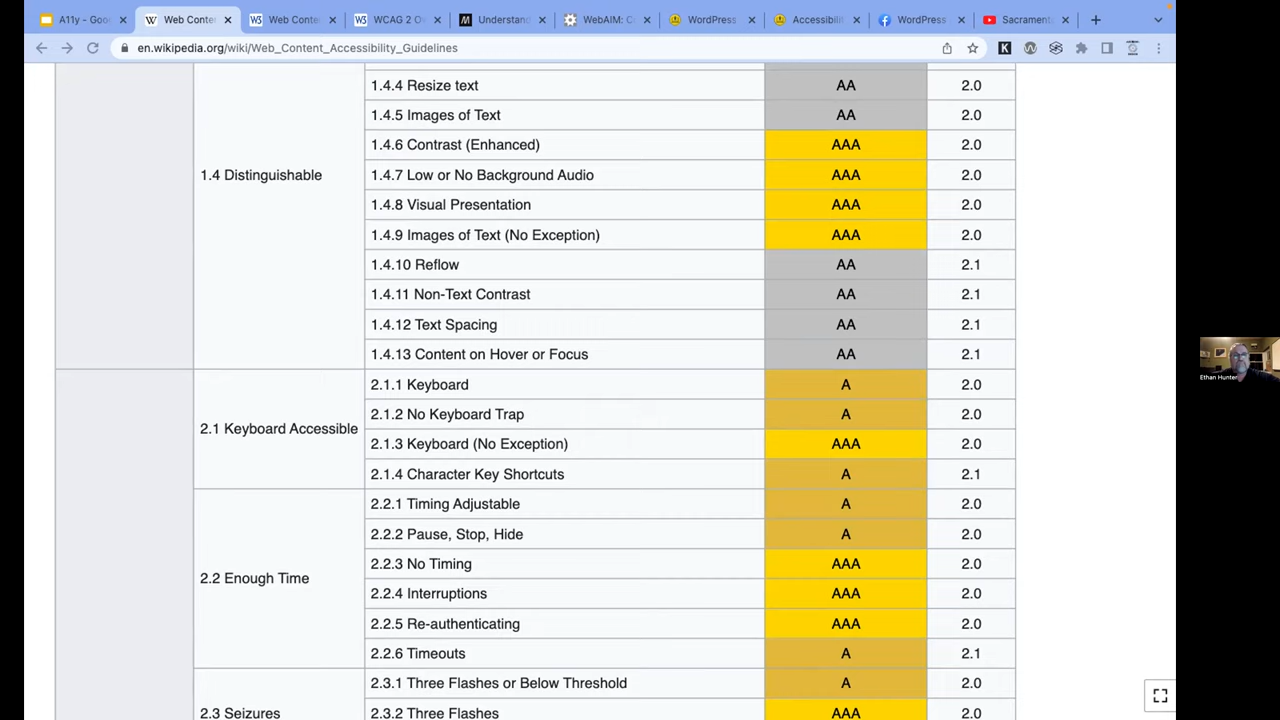 A11y - Goo
Web Conte
Web Conten
WCAG 2 Ov
Understan
WebAIM: C
WordPress
Accessibili
WordPress
Sacrament
en.wikipedia.org/wiki/Web_Content_Accessibility_Guidelines
1.4.4 Resize text AA 2.0
1.4.5 Images of Text AA 2.0
1.4.6 Contrast (Enhanced) AAA 2.0
1.4 Distinguishable 1.4.7 Low or No Background Audio AAA 2.0
1.4.8 Visual Presentation AAA 2.0
1.4.9 Images of Text (No Exception) AAA 2.0
1.4.10 Reflow AA 2.1
1.4.11 Non-Text Contrast AA 2.1
1.4.12 Text Spacing AA 2.1
1.4.13 Content on Hover or Focus AA 2.1
2.1.1 Keyboard A 2.0
2.1.2 No Keyboard Trap A 2.0
2.1 Keyboard Accessible
2.1.3 Keyboard (No Exception) AAA 2.0
2.1.4 Character Key Shortcuts A 2.1
2.2.1 Timing Adjustable A 2.0
2.2.2 Pause, Stop, Hide A 2.0
2.2.3 No Timing AAA 2.0
2.2 Enough Time
2.2.4 Interruptions AAA 2.0
2.2.5 Re-authenticating AAA 2.0
2.2.6 Timeouts A 2.1
2.3.1 Three Flashes or Below Threshold A 2.0
2.3 Seizures 2.3.2 Three Flashes AAA 2.0
Ethan Hunter